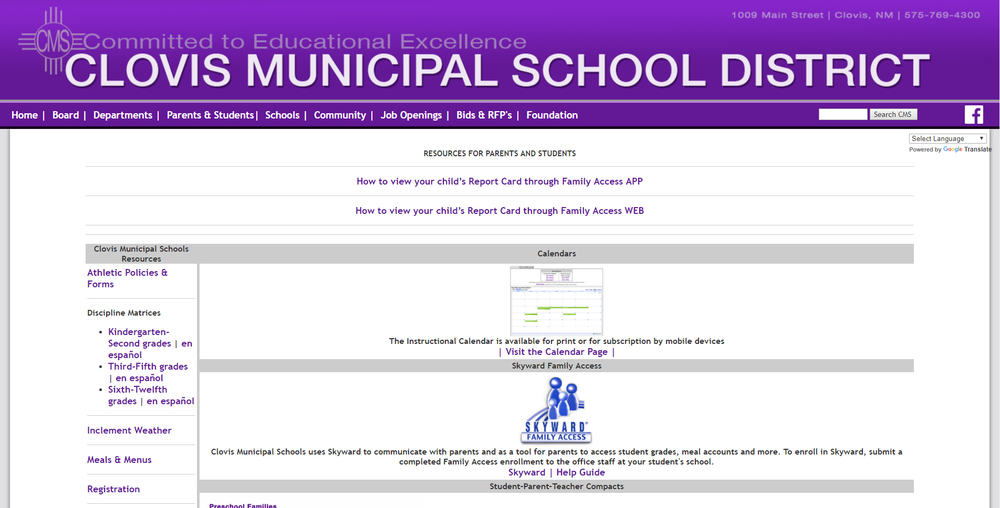 1009 Main Street | Clovis, NM | 575-769-4300
CMS
Committed to Educational Excellence
CLOVIS MUNICIPAL SCHOOL DISTRICT
Home | Board | Departments | Parents & Students| Schools | Community | Job Openings | Bids & RFP's | Foundation
Search CMS
Select Language
Powered by Google Translate
RESOURCES FOR PARENTS AND STUDENTS
How to view your child’s Report Card through Family Access APP
How to view your child’s Report Card through Family Access WEB
Clovis Municipal Schools
Resources
Athletic Policies &
Forms
Discipline Matrices
Kindergarten-
Second grades | en
español
Third-Fifth grades
| en español
Sixth-Twelfth
grades | en español
Inclement Weather
Meals & Menus
Registration
Calendars
The Instructional Calendar is available for print or for subscription by mobile devices
| Visit the Calendar Page |
Skyward Family Access
SKYWARD®
FAMILY ACCESS
Clovis Municipal Schools uses Skyward to communicate with parents and as a tool for parents to access student grades, meal accounts and more. To enroll in Skyward, submit a
completed Family Access enrollment to the office staff at your student's school.
Skyward | Help Guide
Student-Parent-Teacher Compacts
Preschool Families